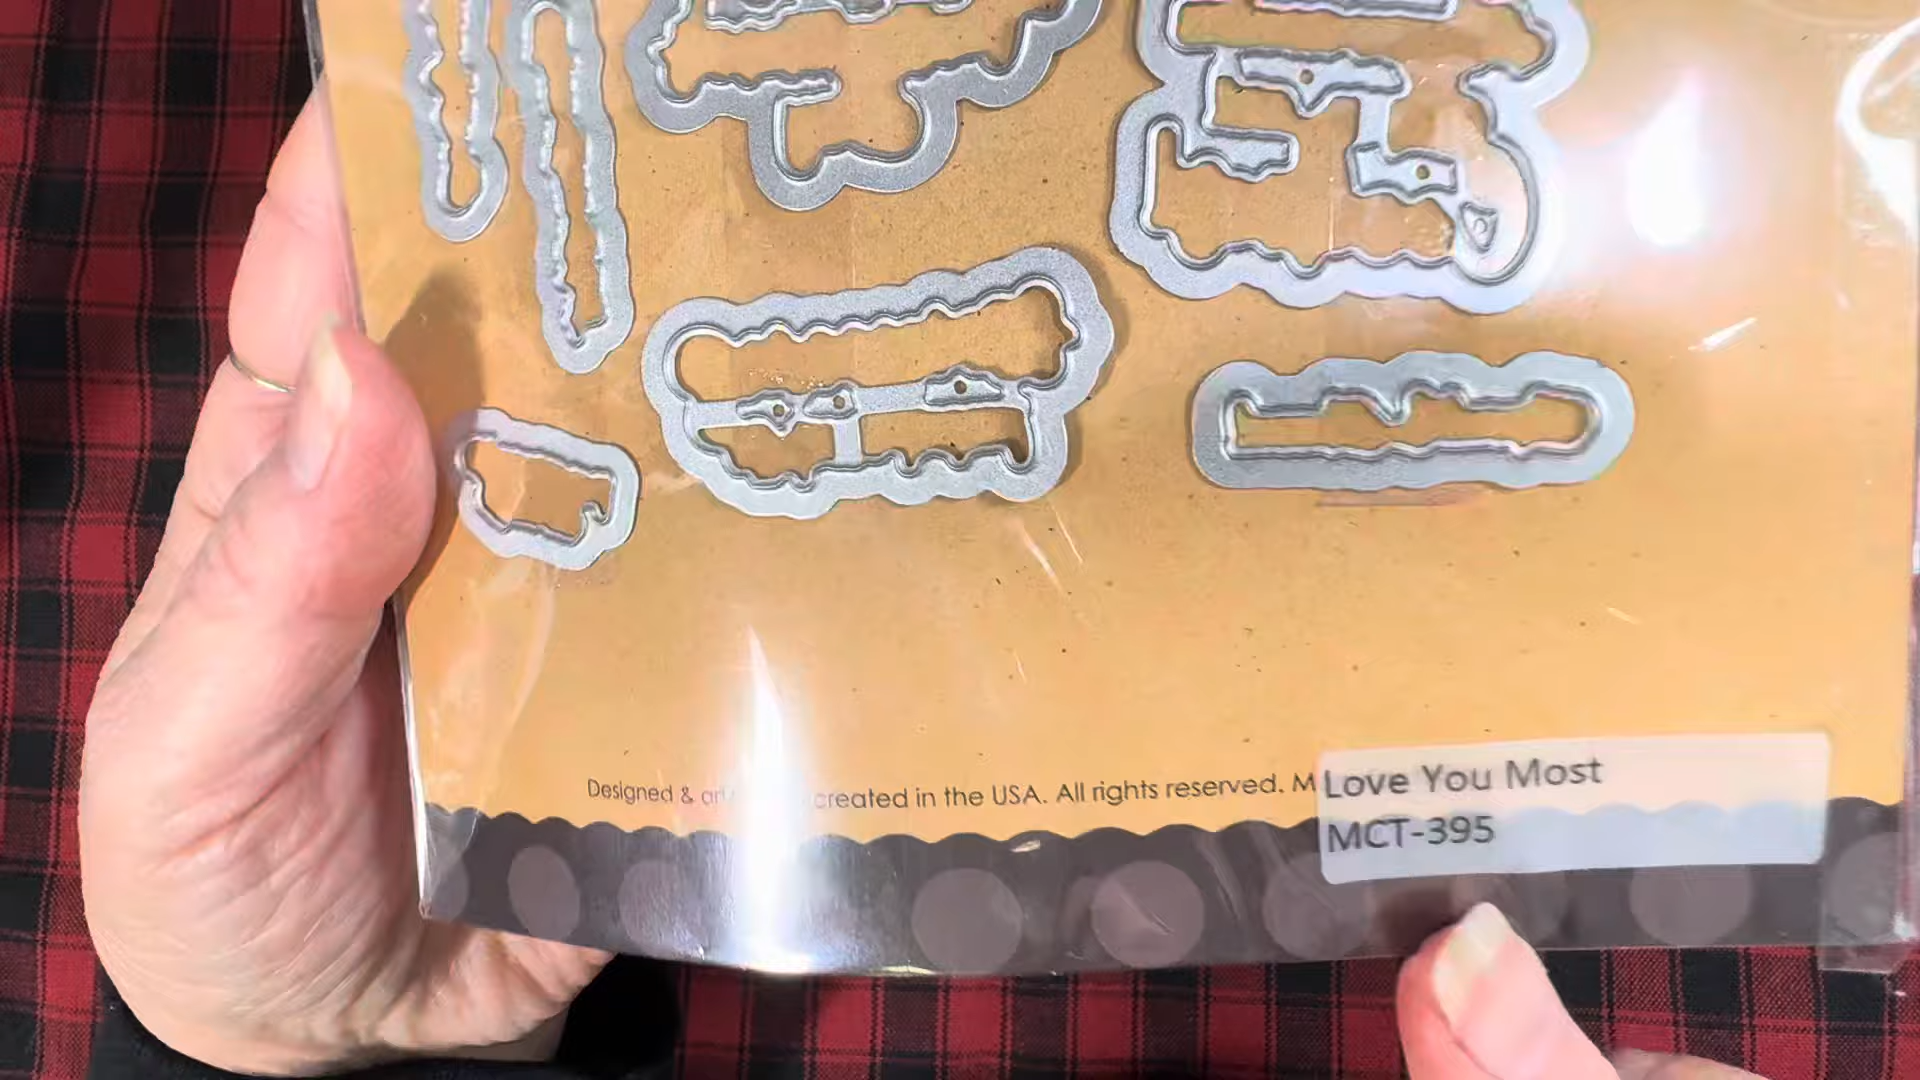 Designed & created in the USA. All rights reserved. M
Love You Most
MCT-395